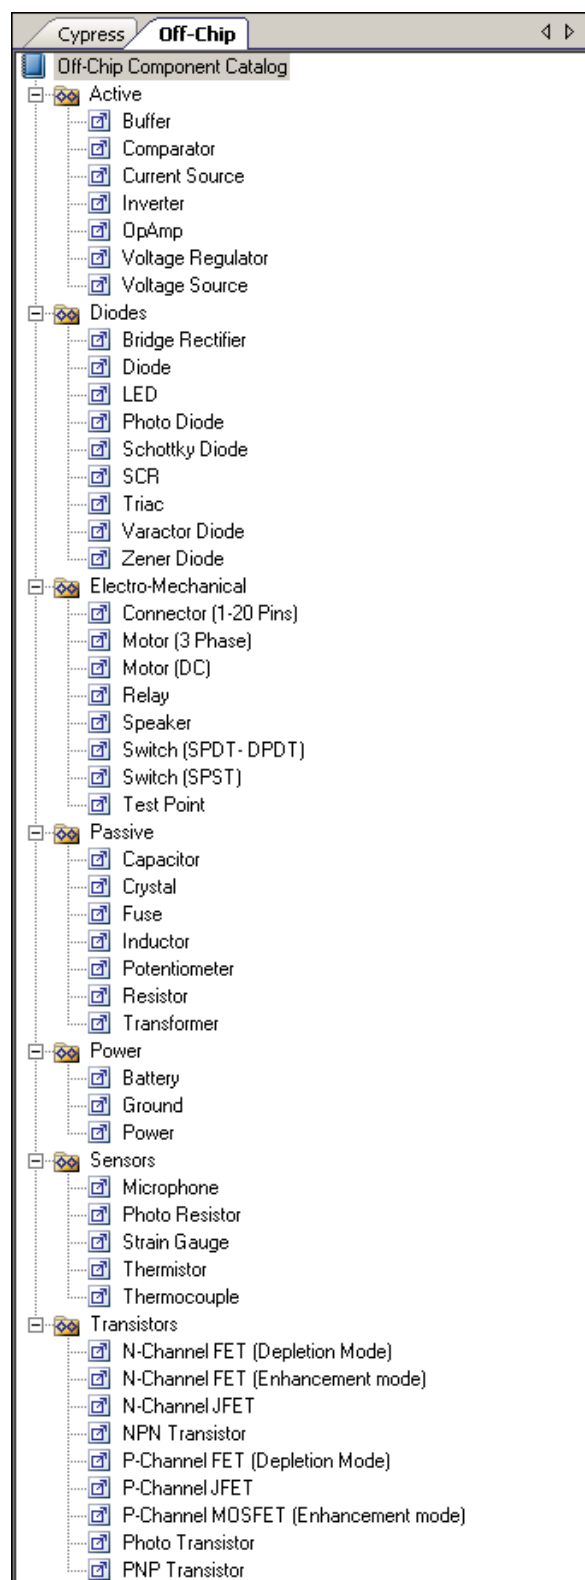 Cypress Off-Chip
Off-Chip Component Catalog
Active
Buffer
Comparator
Current Source
Inverter
OpAmp
Voltage Regulator
Voltage Source
Diodes
Bridge Rectifier
Diode
LED
Photo Diode
Schottky Diode
SCR
Triac
Varactor Diode
Zener Diode
Electro-Mechanical
Connector (1-20 Pins)
Motor (3 Phase)
Motor (DC)
Relay
Speaker
Switch (SPDT- DPDT)
Switch (SPST)
Test Point
Passive
Capacitor
Crystal
Fuse
Inductor
Potentiometer
Resistor
Transformer
Power
Battery
Ground
Power
Sensors
Microphone
Photo Resistor
Strain Gauge
Thermistor
Thermocouple
Transistors
N-Channel FET (Depletion Mode)
N-Channel FET (Enhancement mode)
N-Channel JFET
NPN Transistor
P-Channel FET (Depletion Mode)
P-Channel JFET
P-Channel MOSFET (Enhancement mode)
Photo Transistor
PNP Transistor